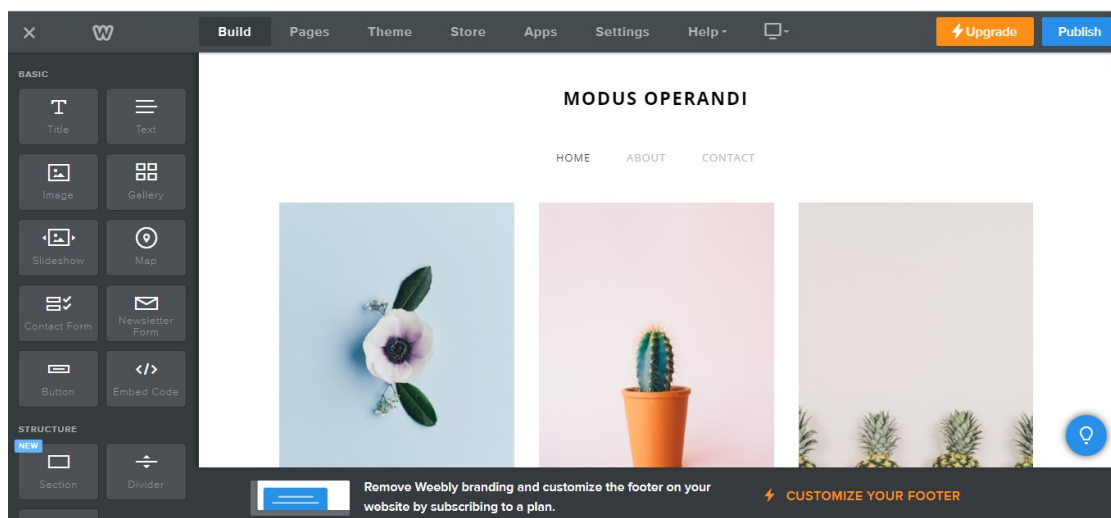 Build Pages Theme Store Apps Settings Help
Upgrade Publish
BASIC
Title Text
Image Gallery
Slideshow Map
Contact Form Newsletter
Form
Button Embed Code
STRUCTURE
NEW
Section Divider
MODUS OPERANDI
HOME ABOUT CONTACT
Remove Weebly branding and customize the footer on your
website by subscribing to a plan.
CUSTOMIZE YOUR FOOTER